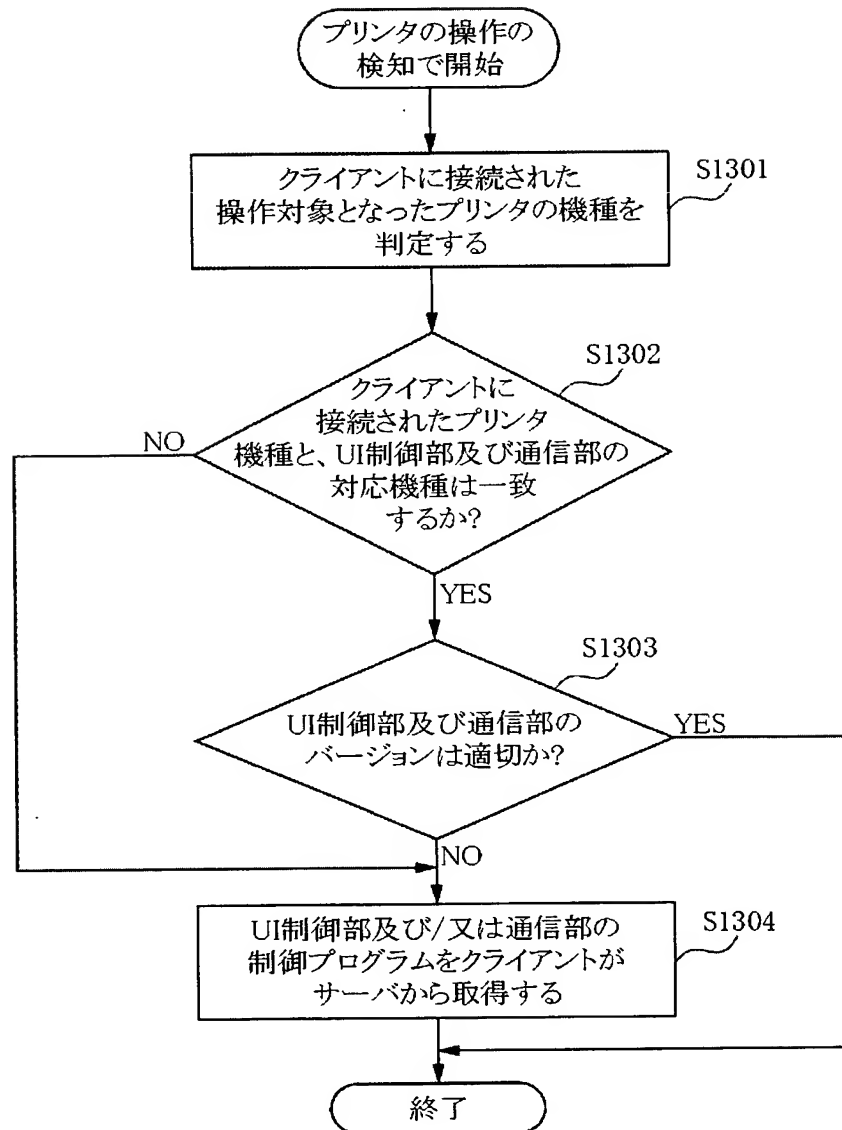 プリンタの操作の
検知で開始
クライアントに接続された
操作対象となったプリンタの機種を
判定する
S1301
クライアントに
接続されたプリンタ
機種と、UI制御部及び通信部の
対応機種は一致
するか?
S1302
NO
YES
UI制御部及び通信部の
バージョンは適切か?
S1303
YES
NO
UI制御部及び/又は通信部の
制御プログラムをクライアントが
サーバから取得する
S1304
終了